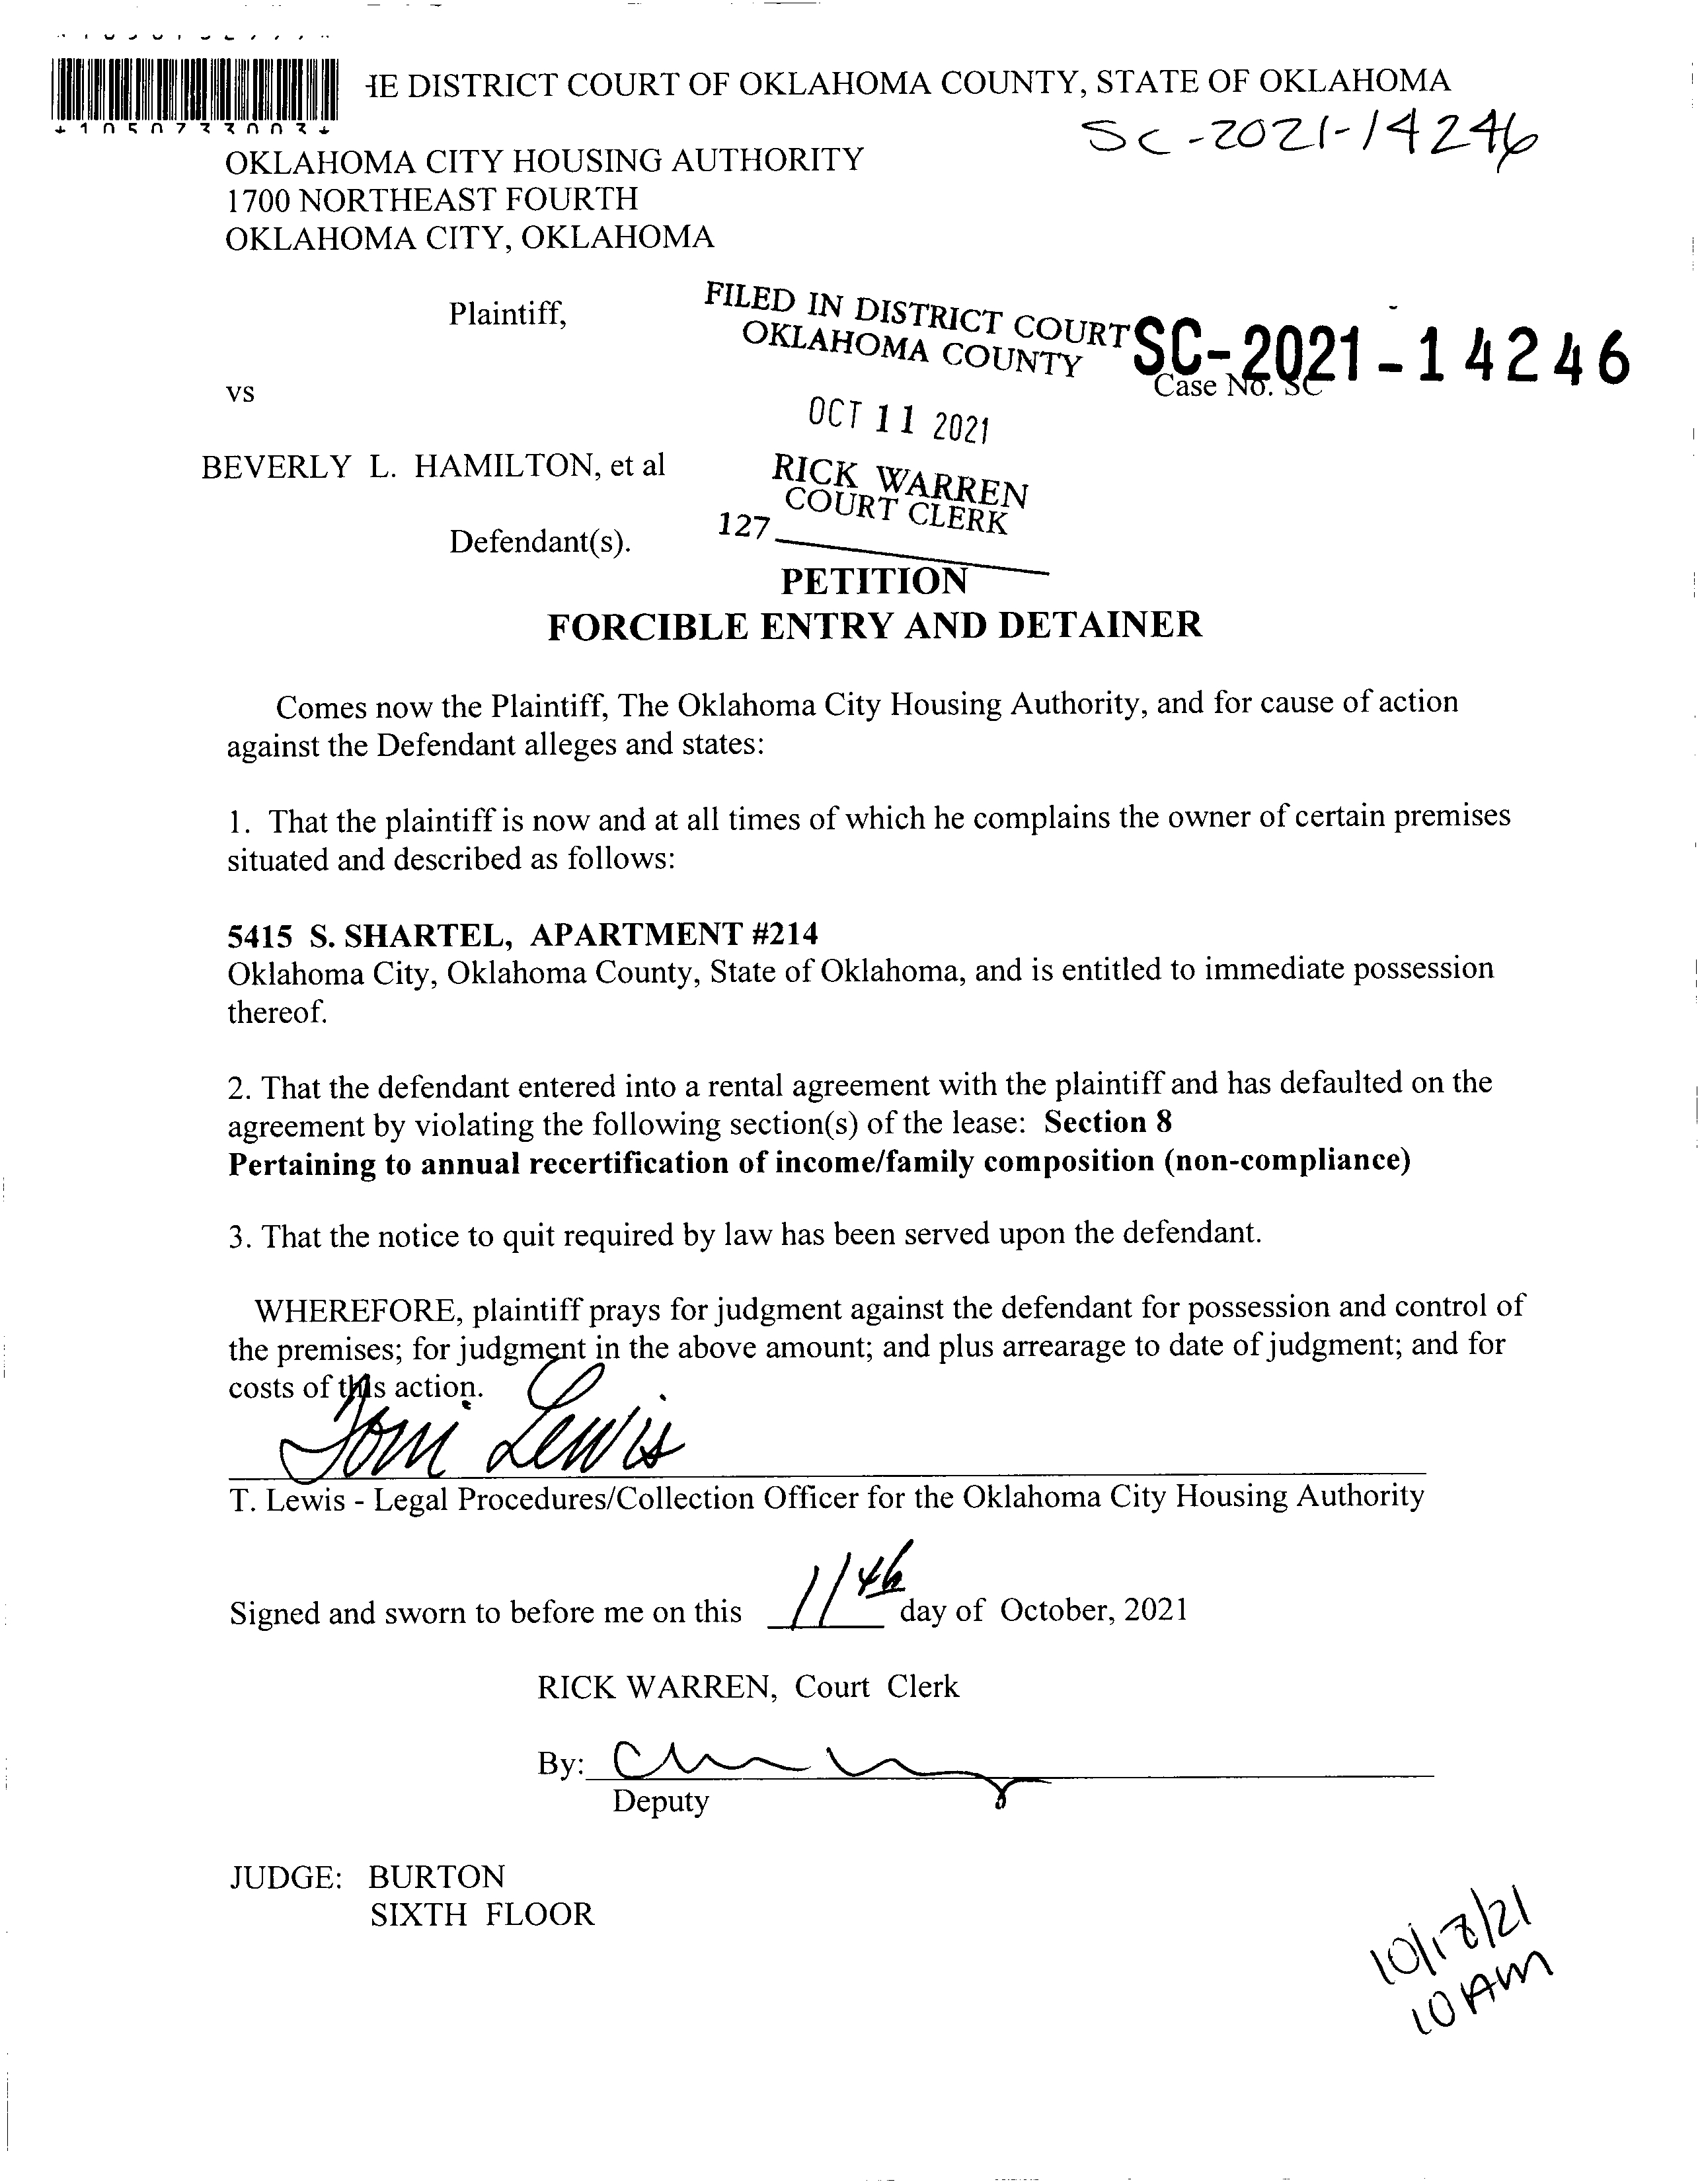 IE DISTRICT COURT OF OKLAHOMA COUNTY, STATE OF OKLAHOMA
*1050733003*
SC-2021-14246
OKLAHOMA CITY HOUSING AUTHORITY
1700 NORTHEAST FOURTH
OKLAHOMA CITY, OKLAHOMA
Plaintiff,
FILED IN DISTRICT COURT
OKLAHOMA COUNTY
SC-2021-14246
Case No. SC
vs
OCT 11 2021
BEVERLY L. HAMILTON, et al
RICK WARREN
COURT CLERK
127
Defendant(s).
PETITION
FORCIBLE ENTRY AND DETAINER
Comes now the Plaintiff, The Oklahoma City Housing Authority, and for cause of action
against the Defendant alleges and states:
1. That the plaintiff is now and at all times of which he complains the owner of certain premises
situated and described as follows:
5415 S. SHARTEL, APARTMENT #214
Oklahoma City, Oklahoma County, State of Oklahoma, and is entitled to immediate possession
thereof.
2. That the defendant entered into a rental agreement with the plaintiff and has defaulted on the
agreement by violating the following section(s) of the lease: Section 8
Pertaining to annual recertification of income/family composition (non-compliance)
3. That the notice to quit required by law has been served upon the defendant.
WHEREFORE, plaintiff prays for judgment against the defendant for possession and control of
the premises; for judgment in the above amount; and plus arrearage to date of judgment; and for
costs of this action.
Toni Lewis
T. Lewis - Legal Procedures/Collection Officer for the Oklahoma City Housing Authority
Signed and sworn to before me on this 11th day of October, 2021
RICK WARREN, Court Clerk
By:
Deputy
JUDGE: BURTON
SIXTH FLOOR
10/18/21
10 AM